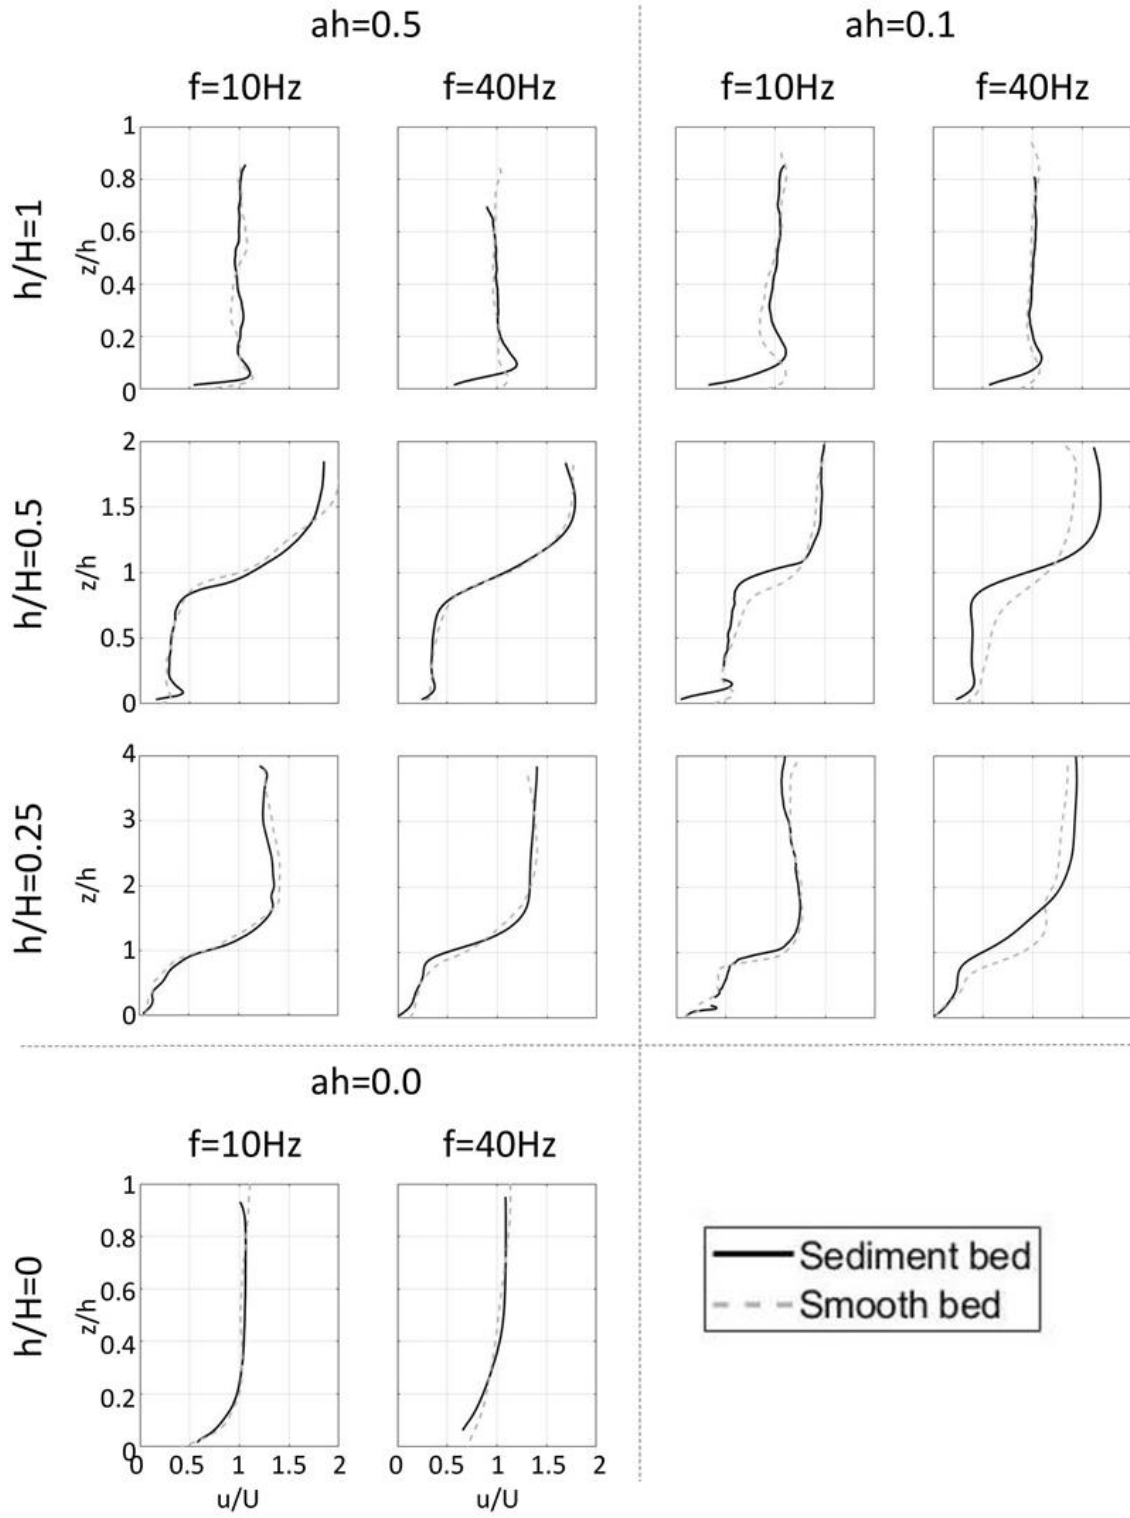 ah=0.5 ah=0.1
f=10Hz f=40Hz f=10Hz f=40Hz
h/H=1
z/h
1
0.8
0.6
0.4
0.2
0
h/H=0.5
z/h
2
1.5
1
0.5
0
h/H=0.25
z/h
4
3
2
1
0
ah=0.0
f=10Hz f=40Hz
h/H=0
z/h
1
0.8
0.6
0.4
0.2
0
0 0.5 1 1.5 2 0 0.5 1 1.5 2
u/U u/U
Sediment bed
Smooth bed